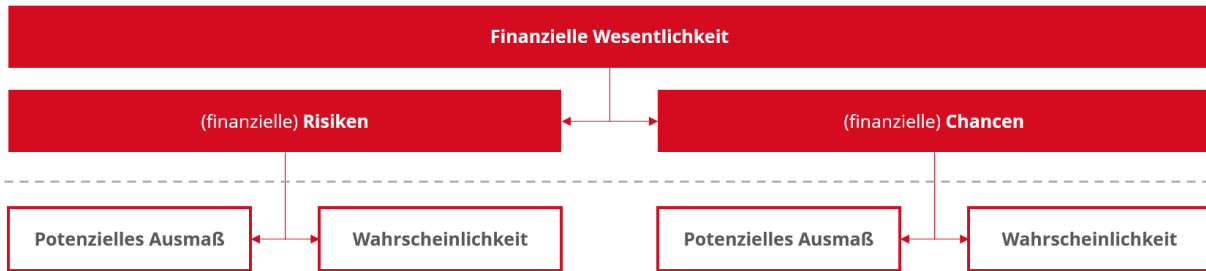 Finanzielle Wesentlichkeit
(finanzielle) Risiken
(finanzielle) Chancen
Potenzielles Ausmaß
Wahrscheinlichkeit
Potenzielles Ausmaß
Wahrscheinlichkeit